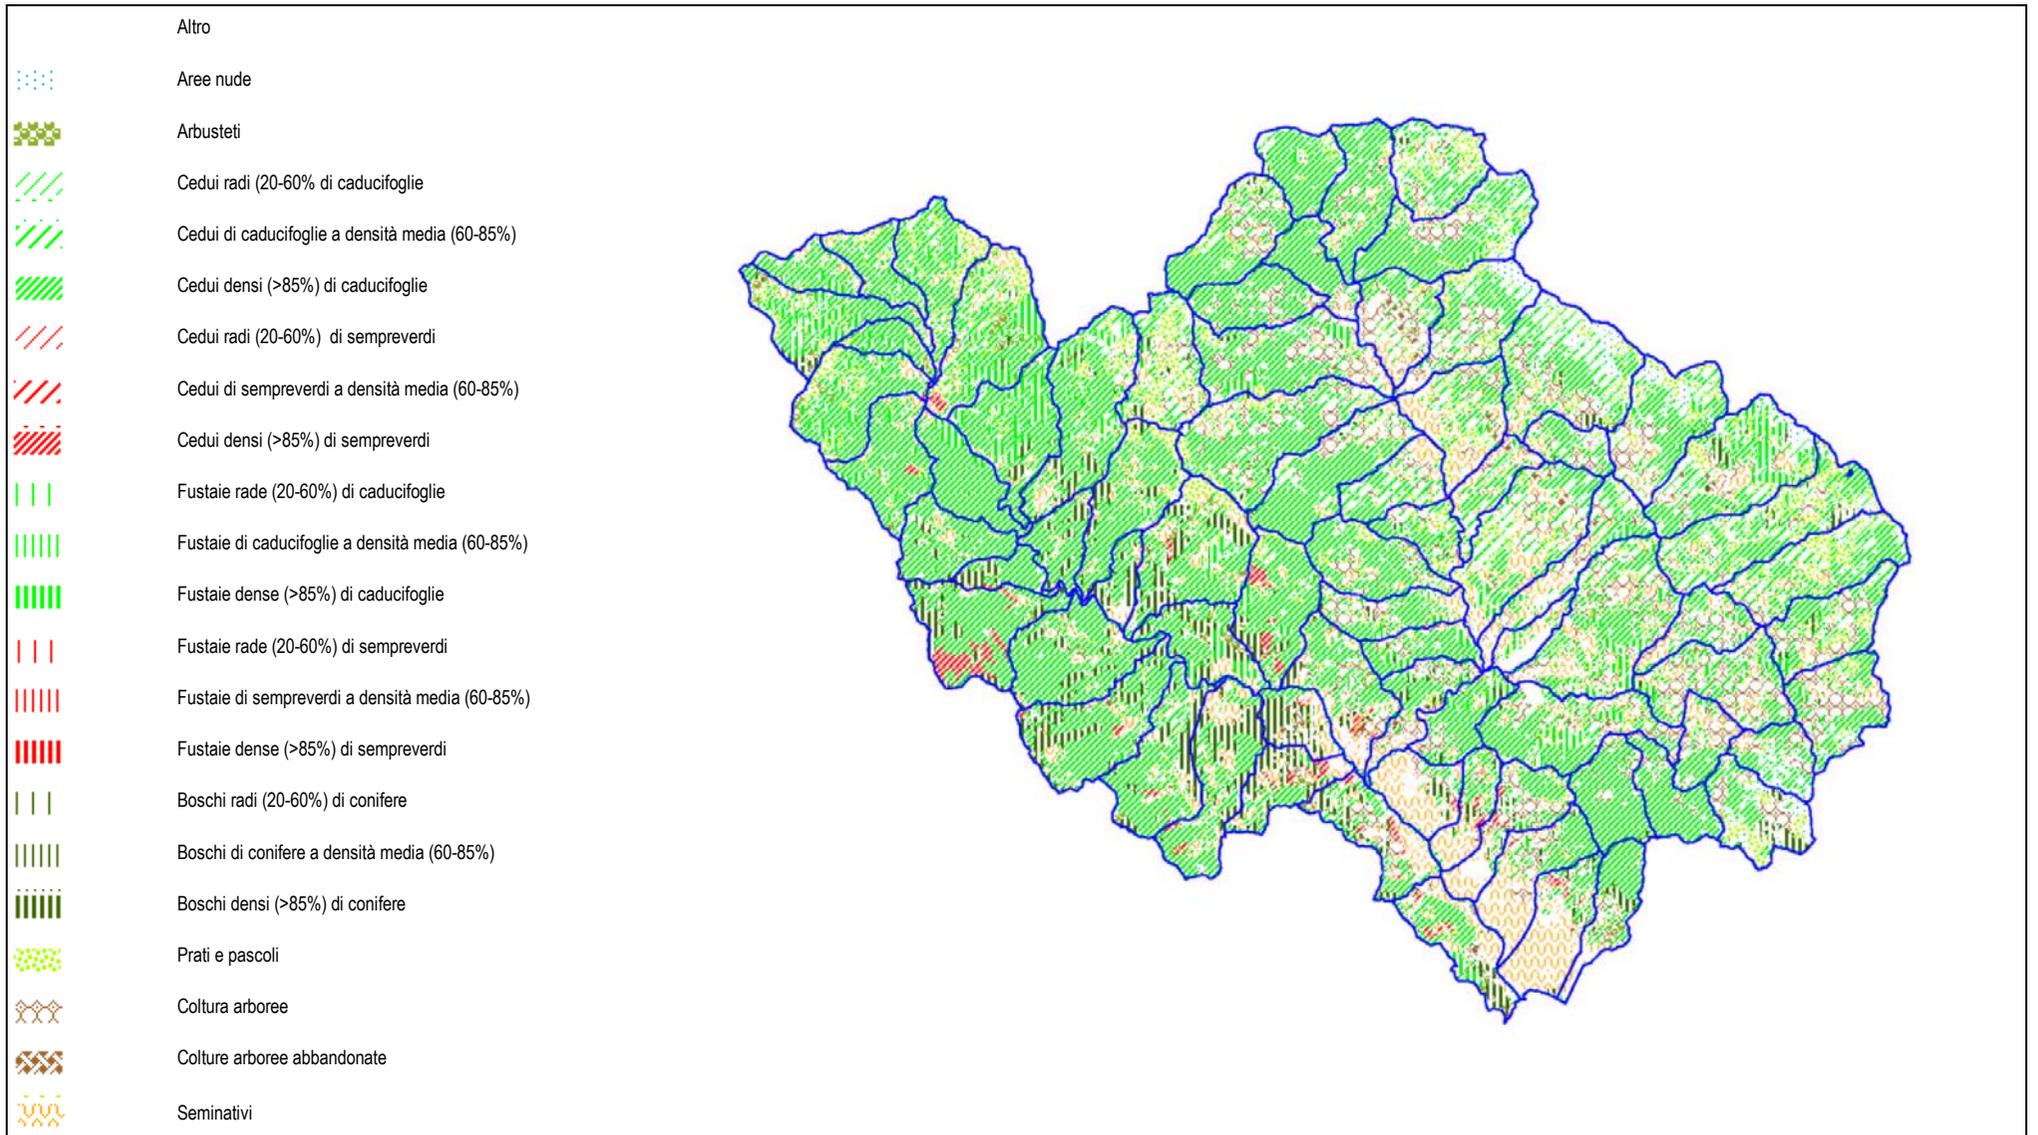 Altro
Aree nude
Arbusteti
Cedui radi (20-60% di caducifoglie
Cedui di caducifoglie a densità media (60-85%)
Cedui densi (>85%) di caducifoglie
Cedui radi (20-60%) di sempreverdi
Cedui di sempreverdi a densità media (60-85%)
Cedui densi (>85%) di sempreverdi
Fustaie rade (20-60%) di caducifoglie
Fustaie di caducifoglie a densità media (60-85%)
Fustaie dense (>85%) di caducifoglie
Fustaie rade (20-60%) di sempreverdi
Fustaie di sempreverdi a densità media (60-85%)
Fustaie dense (>85%) di sempreverdi
Boschi radi (20-60%) di conifere
Boschi di conifere a densità media (60-85%)
Boschi densi (>85%) di conifere
Prati e pascoli
Coltura arboree
Colture arboree abbandonate
Seminativi